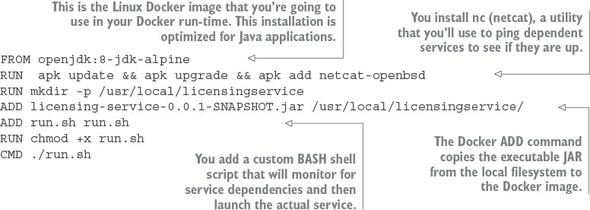 This is the Linux Docker image that you're going
to use in your Docker run-time. This installation is
optimized for Java applications.
You install nc (netcat), a utility
that you'll use to ping dependent
services to see if they are up.
FROM openjdk:8-jdk-alpine
RUN  apk update && apk upgrade && apk add netcat-openbsd
RUN mkdir -p /usr/local/licensingservice
ADD licensing-service-0.0.1-SNAPSHOT.jar /usr/local/licensingservice/
ADD run.sh run.sh
RUN chmod +x run.sh
CMD ./run.sh
The Docker ADD command
copies the executable JAR
from the local filesystem to
the Docker image.
You add a custom BASH shell
script that will monitor for
service dependencies and then
launch the actual service.